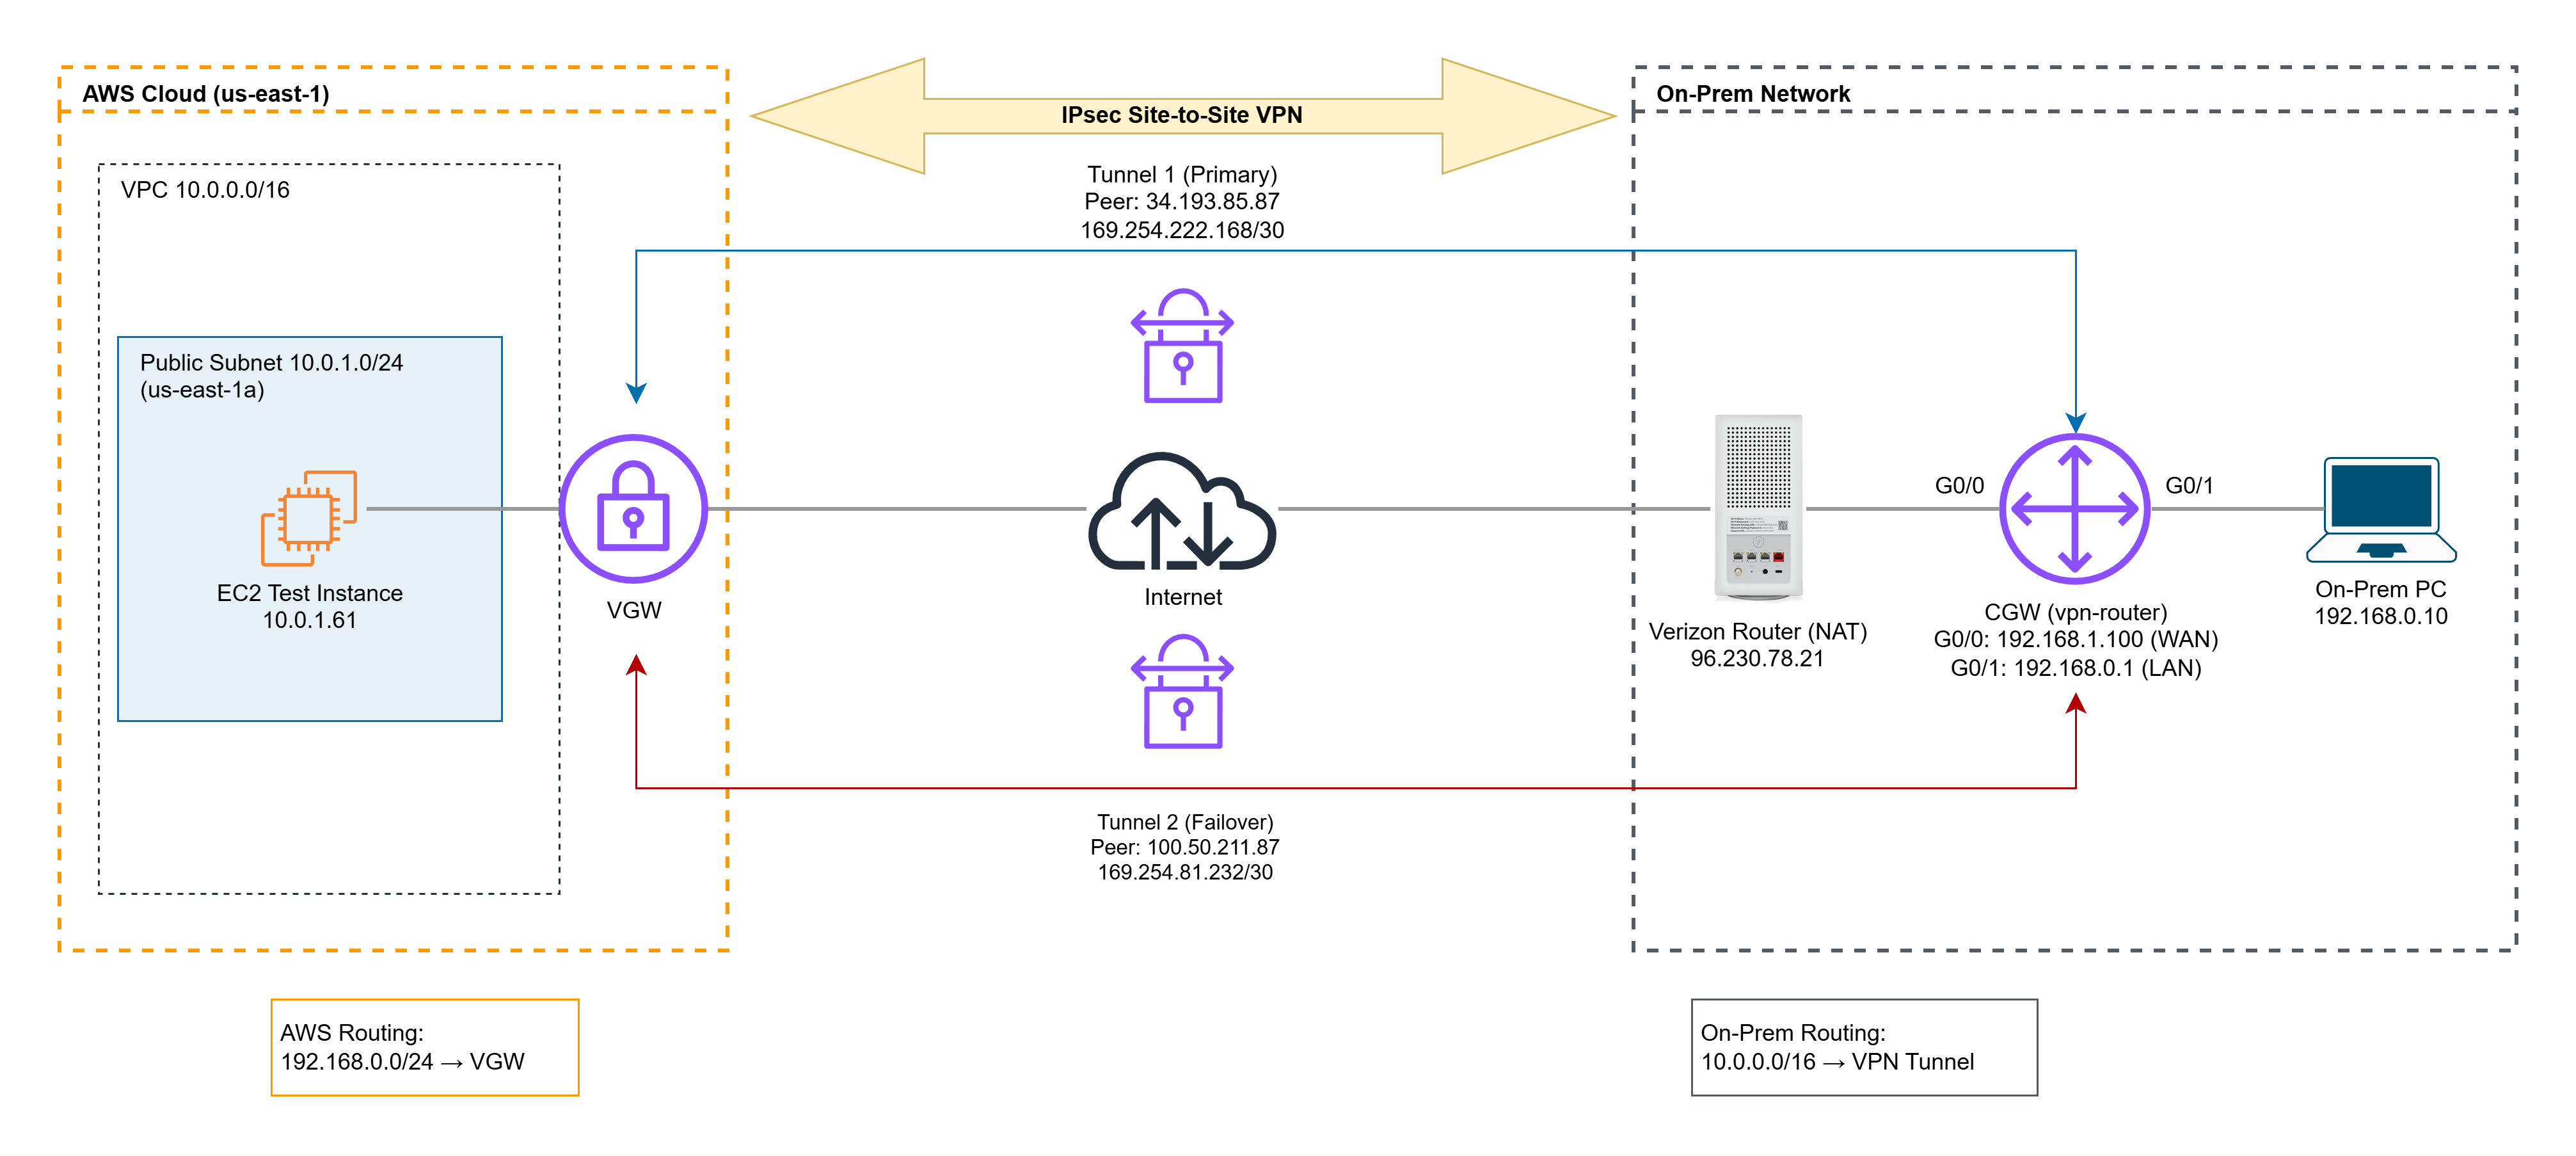 AWS Cloud (us-east-1)
IPsec Site-to-Site VPN
On-Prem Network
VPC 10.0.0.0/16
Tunnel 1 (Primary)
Peer: 34.193.85.87
169.254.222.168/30
Public Subnet 10.0.1.0/24
(us-east-1a)
EC2 Test Instance
10.0.1.61
VGW
Internet
Verizon Router (NAT)
96.230.78.21
G0/0
G0/1
CGW (vpn-router)
G0/0: 192.168.1.100 (WAN)
G0/1: 192.168.0.1 (LAN)
On-Prem PC
192.168.0.10
Tunnel 2 (Failover)
Peer: 100.50.211.87
169.254.81.232/30
AWS Routing:
192.168.0.0/24 → VGW
On-Prem Routing:
10.0.0.0/16 → VPN Tunnel